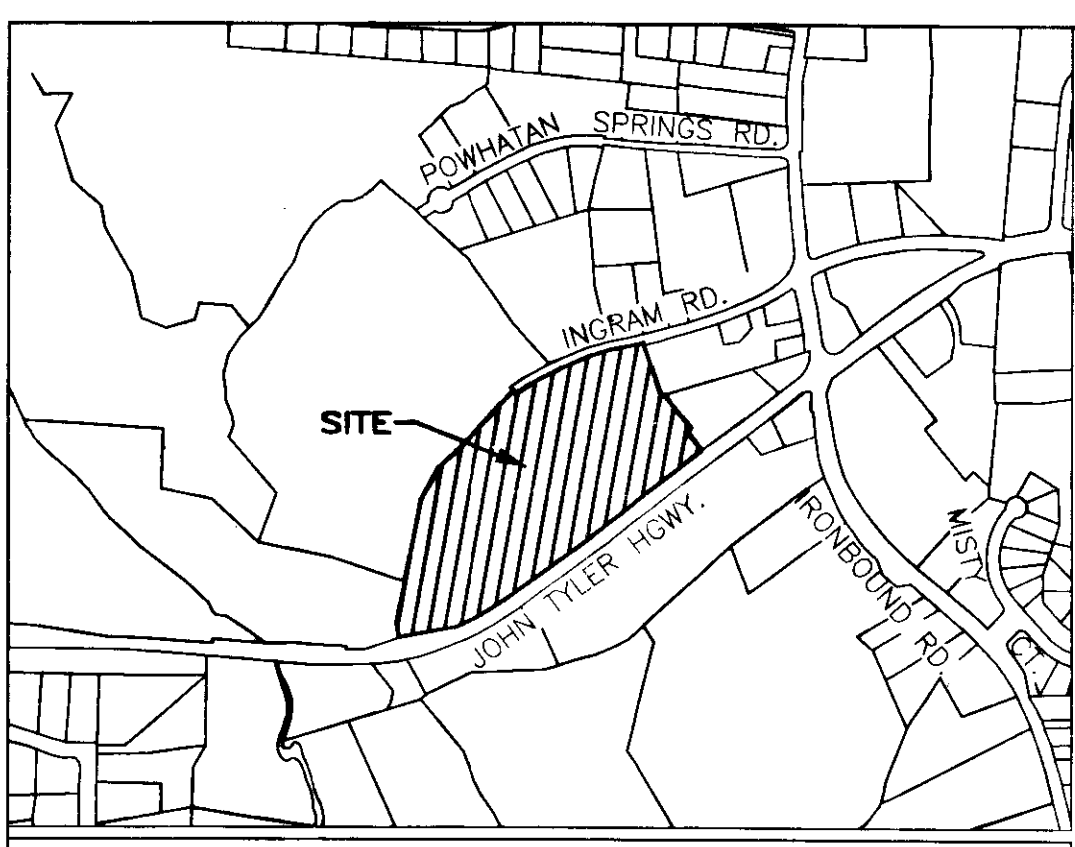 POWHATAN SPRINGS RD.
INGRAM RD.
SITE
JOHN TYLER HGWY.
IRONBOUND RD.
MISTY CT.